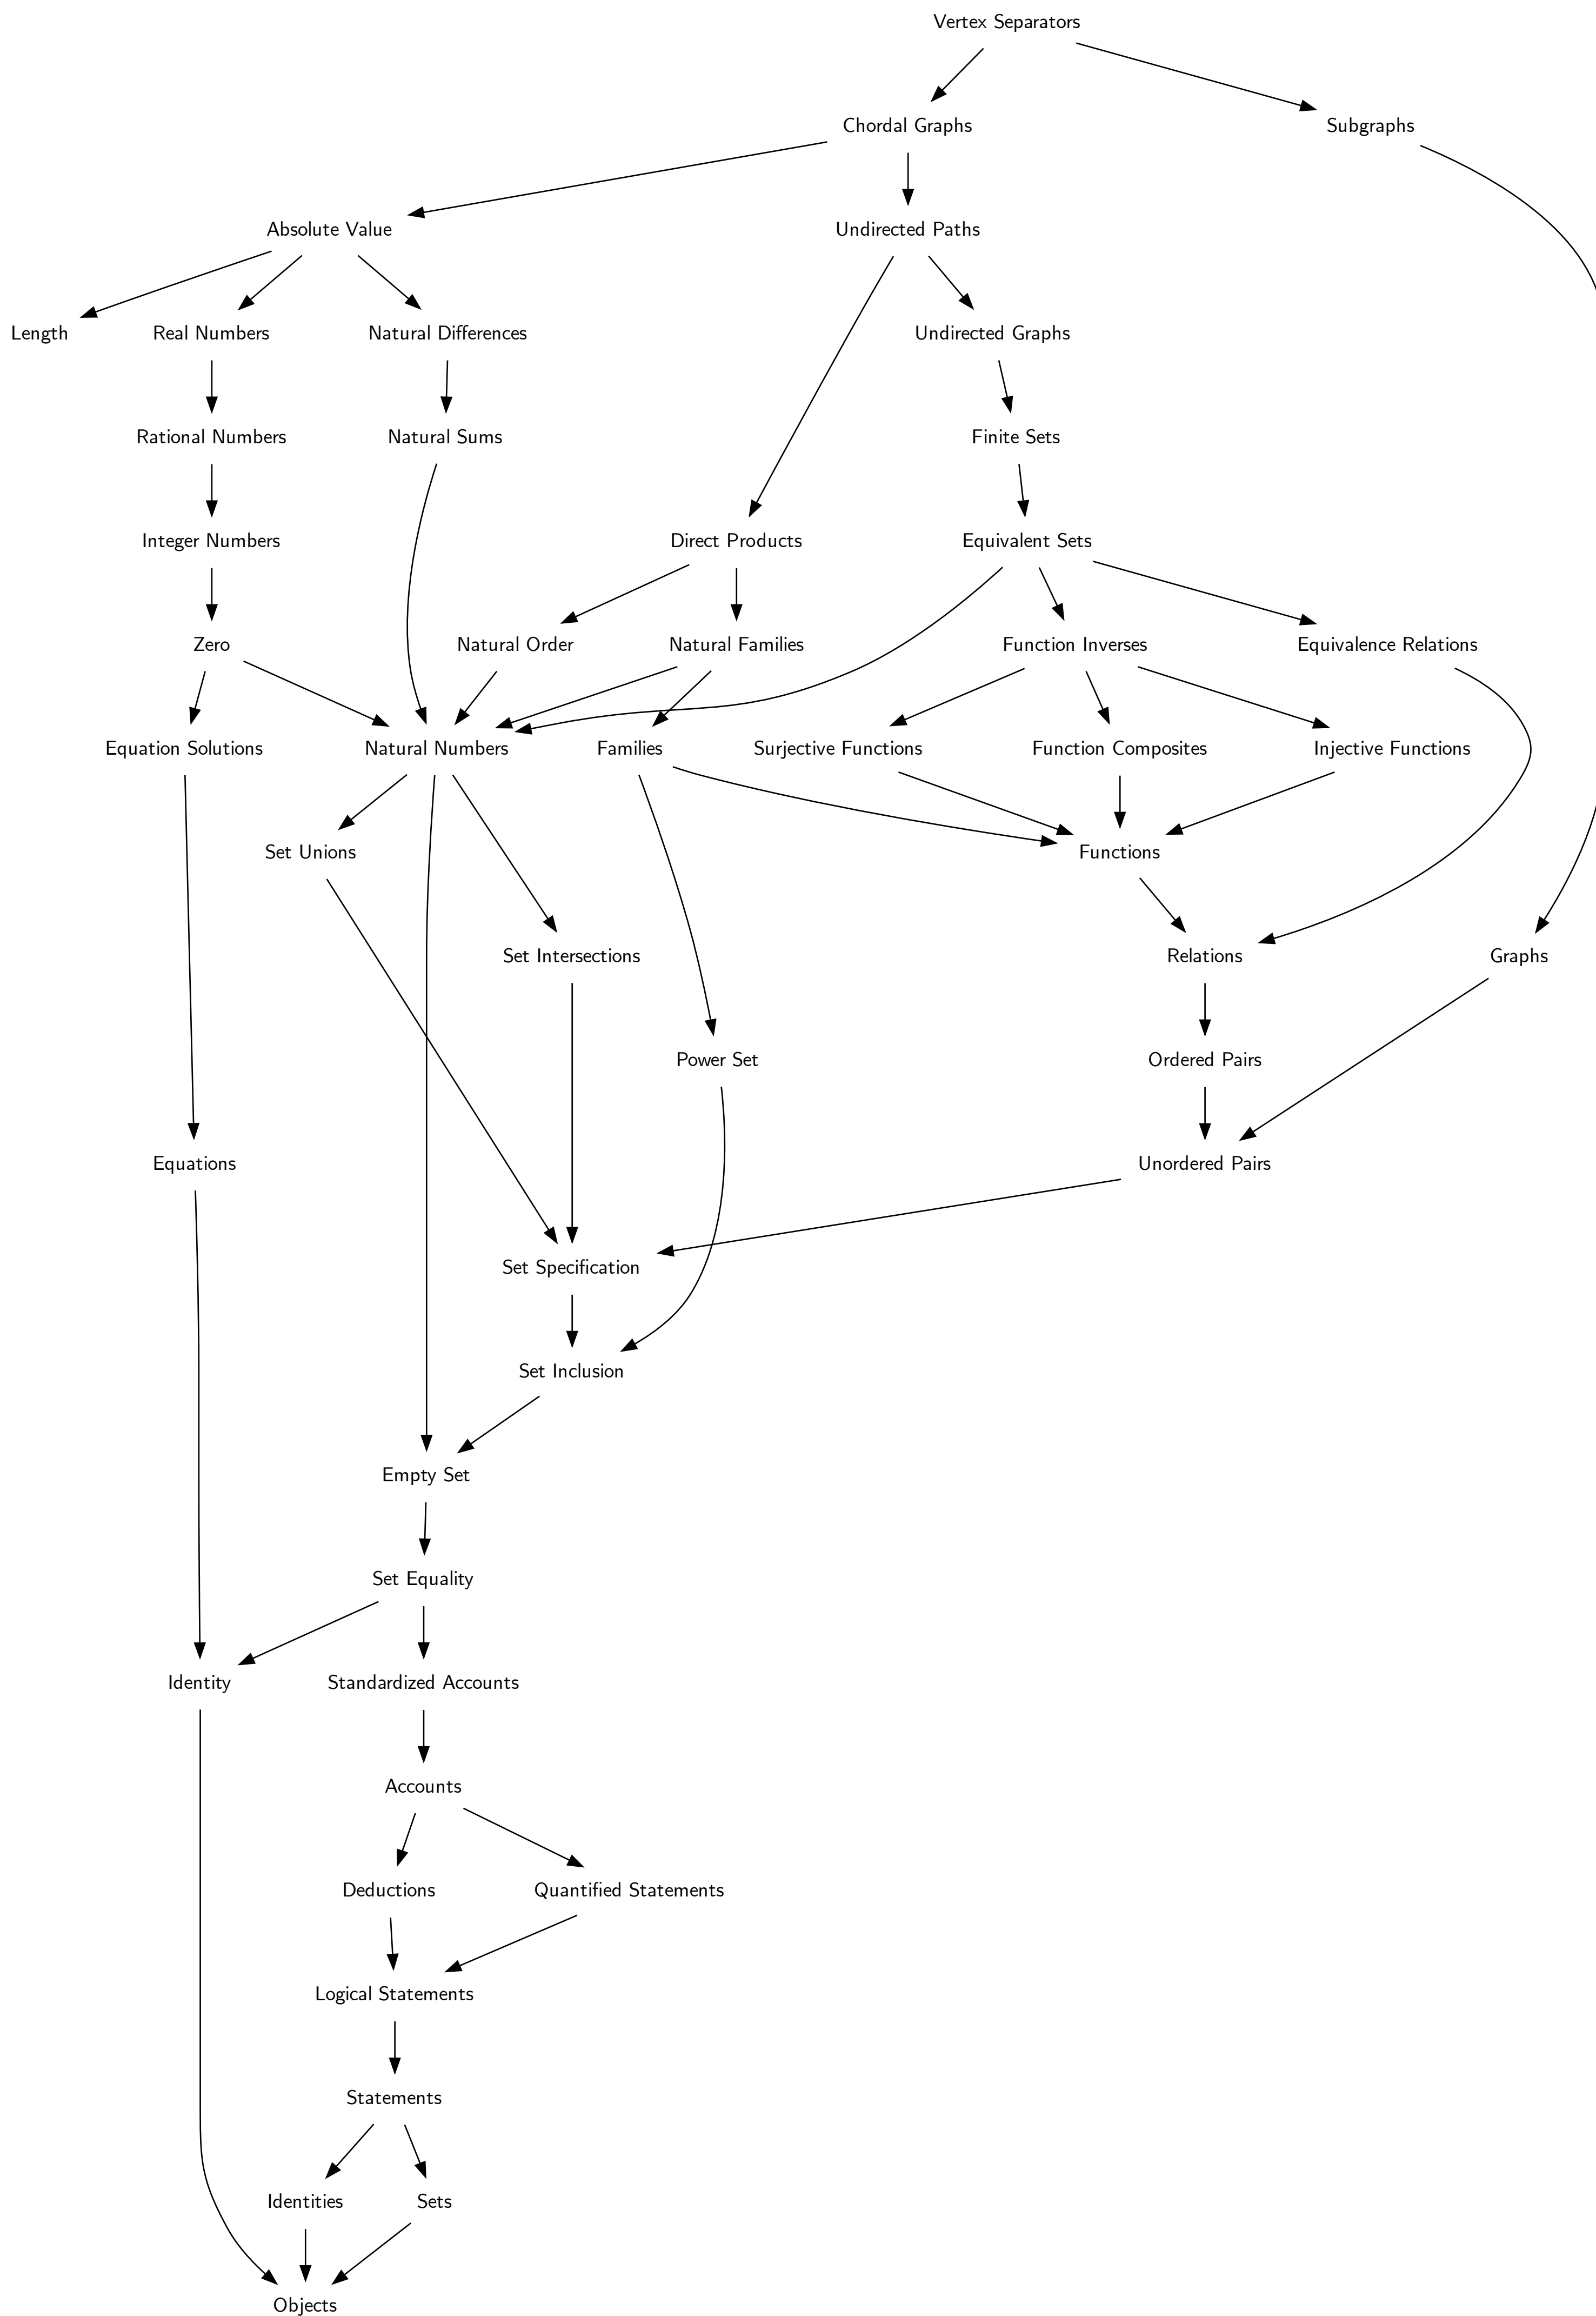 Vertex Separators
Chordal Graphs
Subgraphs
Absolute Value
Undirected Paths
Length
Real Numbers
Natural Differences
Undirected Graphs
Rational Numbers
Natural Sums
Finite Sets
Integer Numbers
Direct Products
Equivalent Sets
Zero
Natural Order
Natural Families
Function Inverses
Equivalence Relations
Equation Solutions
Natural Numbers
Families
Surjective Functions
Function Composites
Injective Functions
Set Unions
Functions
Set Intersections
Relations
Graphs
Power Set
Ordered Pairs
Equations
Unordered Pairs
Set Specification
Set Inclusion
Empty Set
Set Equality
Identity
Standardized Accounts
Accounts
Deductions
Quantified Statements
Logical Statements
Statements
Identities
Sets
Objects